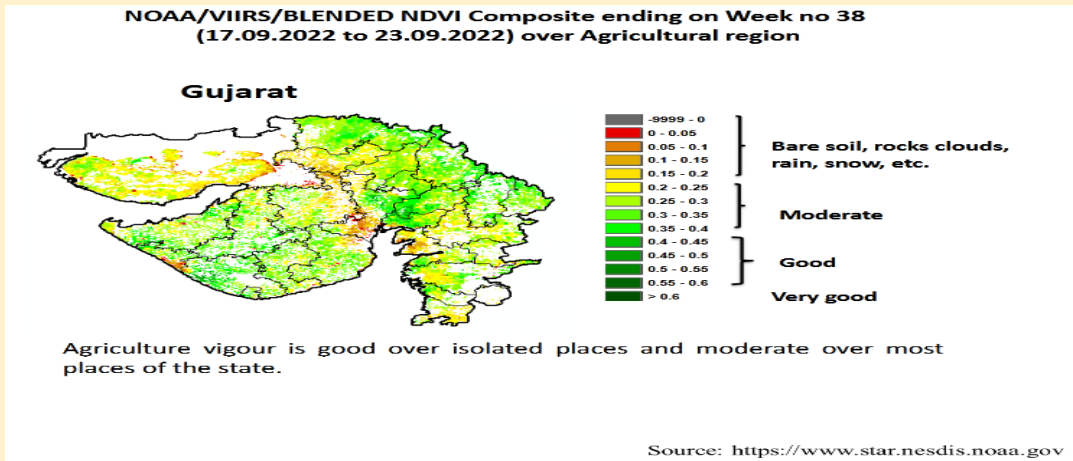 NOAA/VIIRS/BLENDED NDVI Composite ending on Week no 38
(17.09.2022 to 23.09.2022) over Agricultural region
Gujarat
-9999 - 0
0 - 0.05
0.05 - 0.1
0.1 - 0.15
0.15 - 0.2
0.2 - 0.25
0.25 - 0.3
0.3 - 0.35
0.35 - 0.4
0.4 - 0.45
0.45 - 0.5
0.5 - 0.55
0.55 - 0.6
> 0.6
Bare soil, rocks clouds,
rain, snow, etc.
Moderate
Good
Very good
Agriculture vigour is good over isolated places and moderate over most
places of the state.
Source: https://www.star.nesdis.noaa.gov